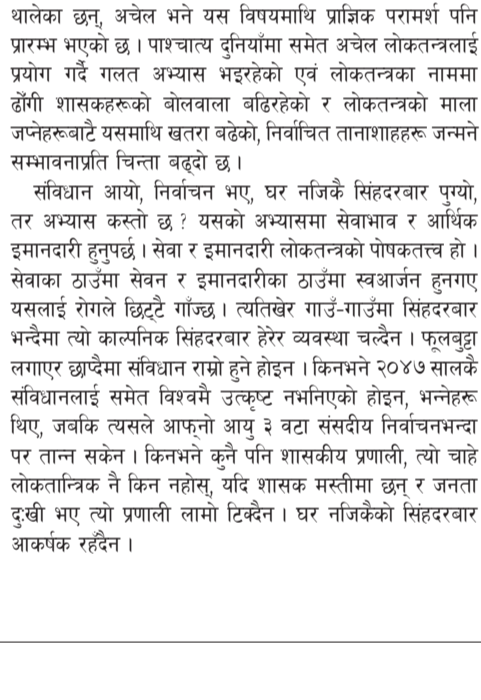 थालेका छन्, अचेल भने यस विषयमाथि प्राज्ञिक परामर्श पनि
प्रारम्भ भएको छ । पाश्चात्य दुनियाँमा समेत अचेल लोकतन्त्रलाई
प्रयोग गर्दै गलत अभ्यास भइरहेको एवं लोकतन्त्रका नाममा
ढोँगी शासकहरूको बोलवाला बढिरहेको र लोकतन्त्रको माला
जप्नेहरूबाटै यसमाथि खतरा बढेको, निर्वाचित तानाशाहहरू जन्मने
सम्भावनाप्रति चिन्ता बढ्दो छ ।
संविधान आयो, निर्वाचन भए, घर नजिकै सिंहदरबार पुग्यो,
तर अभ्यास कस्तो छ ? यसको अभ्यासमा सेवाभाव र आर्थिक
इमानदारी हुनुपर्छ । सेवा र इमानदारी लोकतन्त्रको पोषकतत्त्व हो ।
सेवाका ठाउँमा सेवन र इमानदारीका ठाउँमा स्वआर्जन हुनगए
यसलाई रोगले छिट्टै गाँज्छ । त्यतिखेर गाउँ-गाउँमा सिंहदरबार
भन्दैमा त्यो काल्पनिक सिंहदरबार हेरेर व्यवस्था चल्दैन । फूलबुट्टा
लगाएर छाप्दैमा संविधान राम्रो हुने होइन । किनभने २०४७ सालकै
संविधानलाई समेत विश्वमै उत्कृष्ट नभनिएको होइन, भन्नेहरू
थिए, जबकि त्यसले आफ्नो आयु ३ वटा संसदीय निर्वाचनभन्दा
पर तान्न सकेन । किनभने कुनै पनि शासकीय प्रणाली, त्यो चाहे
लोकतान्त्रिक नै किन नहोस्, यदि शासक मस्तीमा छन् र जनता
दुःखी भए त्यो प्रणाली लामो टिक्दैन । घर नजिकैको सिंहदरबार
आकर्षक रहँदैन ।